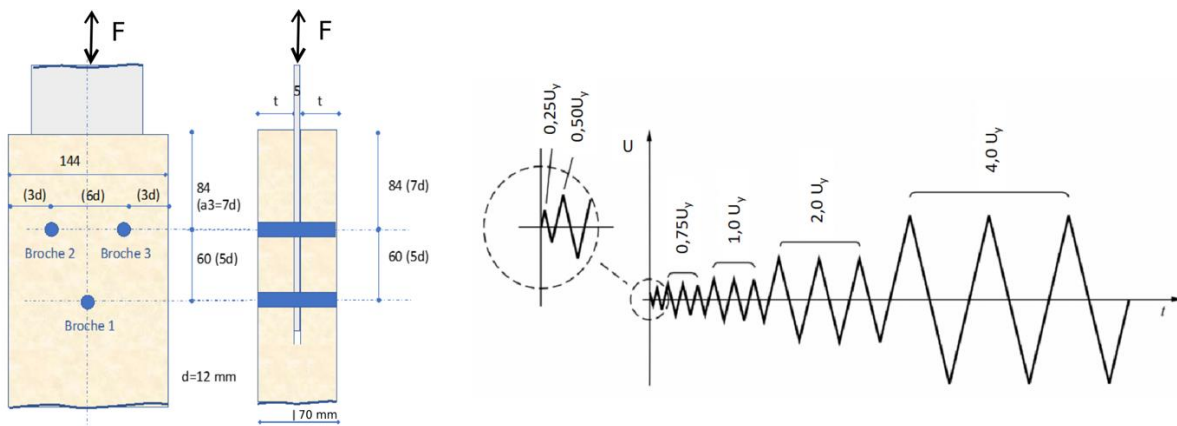 F
144
(3d)
(6d)
(3d)
84
(a3=7d)
Broche 2
Broche 3
60 (5d)
Broche 1
d=12 mm
F
t
5
t
84 (7d)
60 (5d)
70 mm
0,25Uy
0,50Uy
U
0,75Uy
1,0 Uy
2,0 Uy
4,0 Uy
t